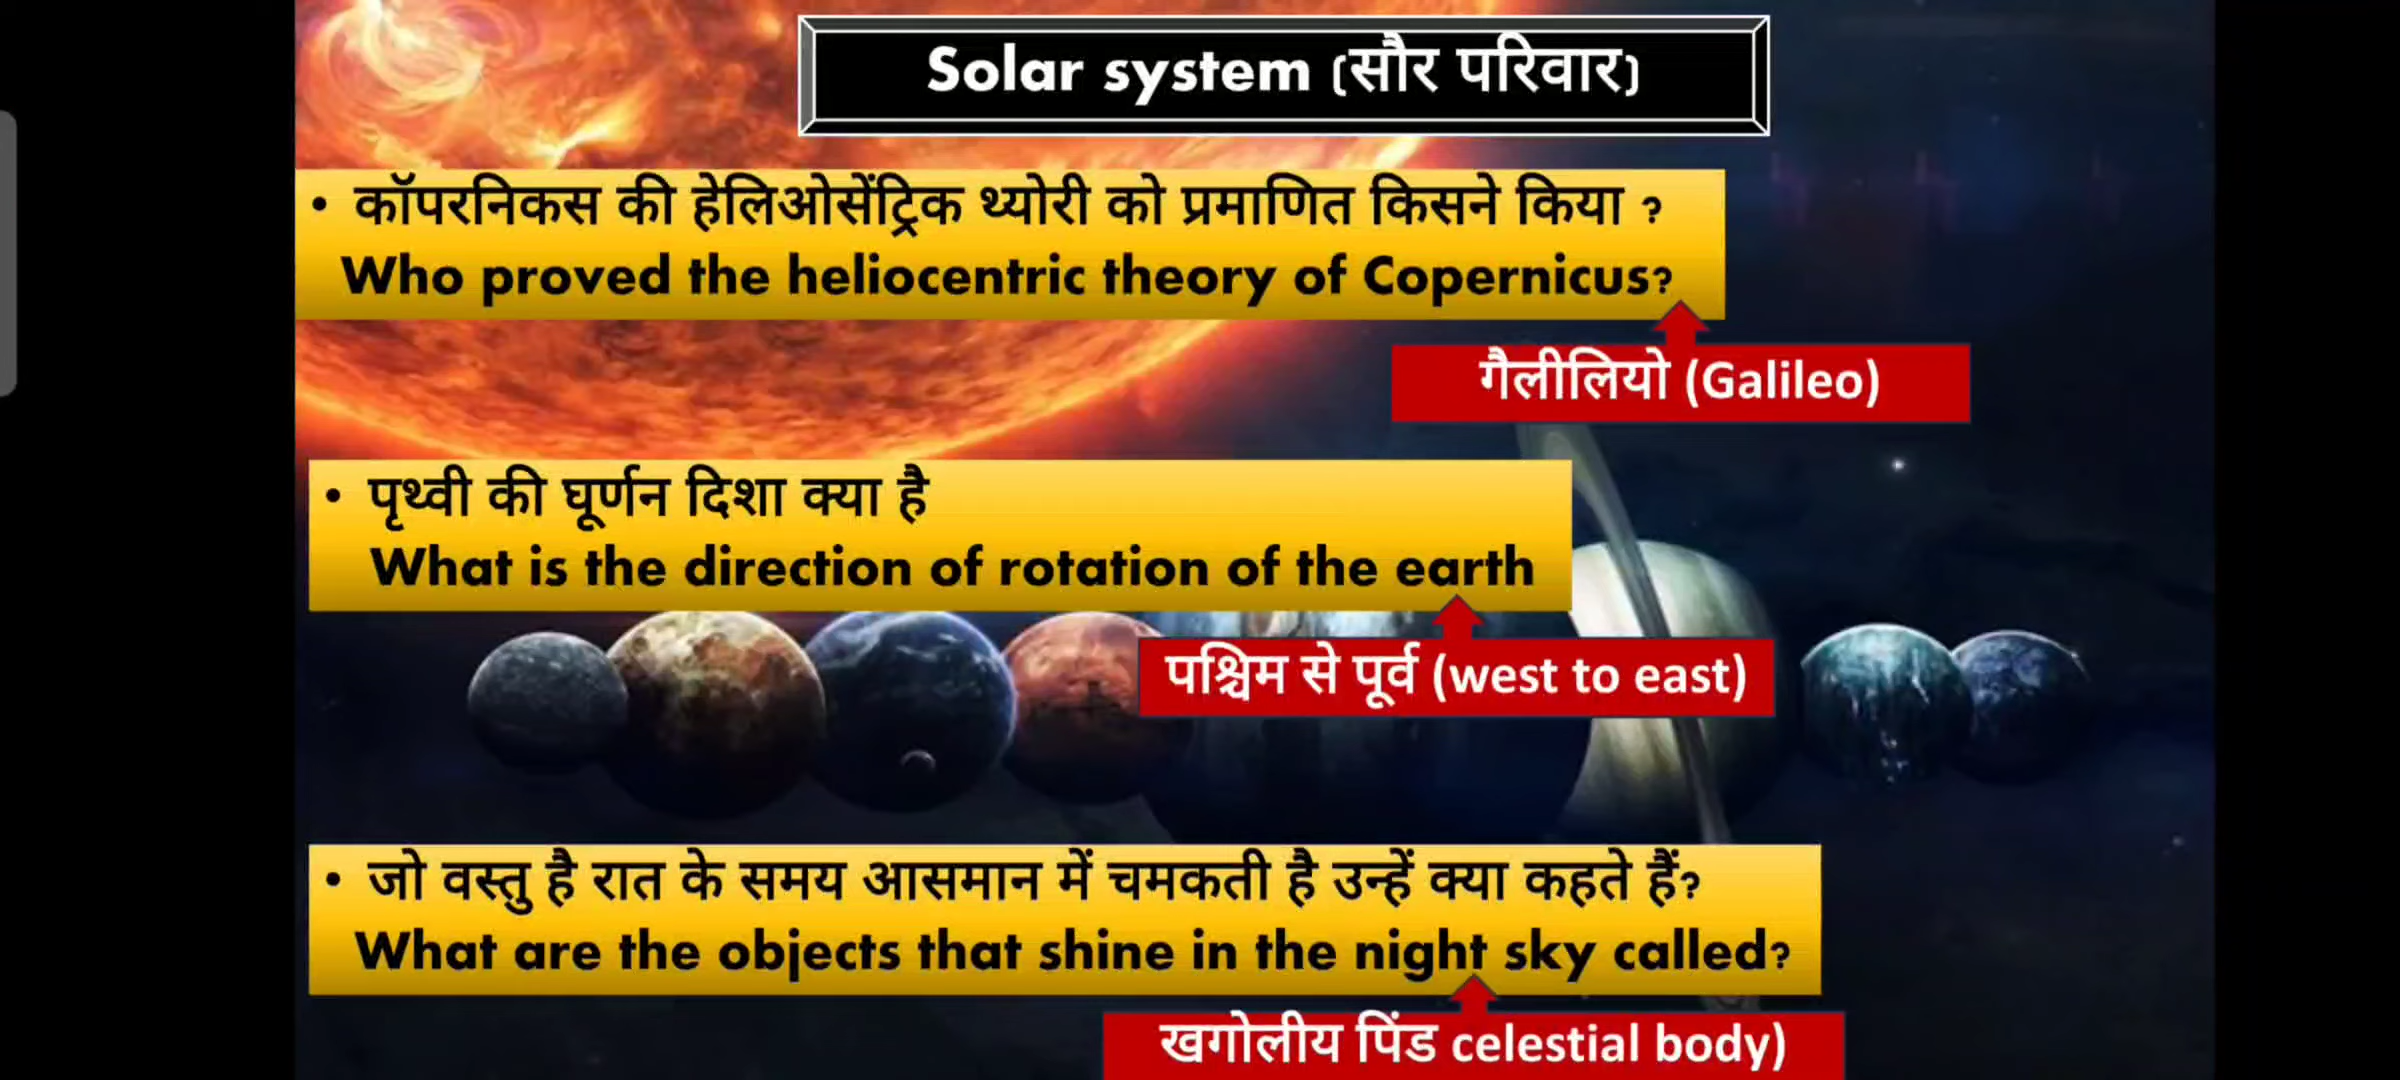 Solar system (सौर परिवार)
• कॉपरनिकस की हेलिओसेंट्रिक थ्योरी को प्रमाणित किसने किया ?
Who proved the heliocentric theory of Copernicus?
गैलीलियो (Galileo)
• पृथ्वी की घूर्णन दिशा क्या है
What is the direction of rotation of the earth
पश्चिम से पूर्व (west to east)
• जो वस्तु है रात के समय आसमान में चमकती है उन्हें क्या कहते हैं?
What are the objects that shine in the night sky called?
खगोलीय पिंड celestial body)